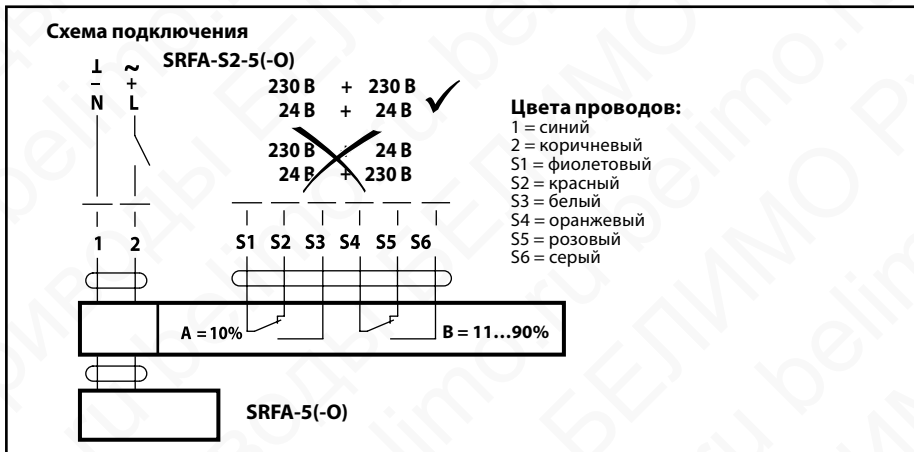 Схема подключения
SRFA-S2-5(-O)
⊥ ~
– +
N L
230 В + 230 В
24 В + 24 В
230 В + 24 В
24 В + 230 В
Цвета проводов:
1 = синий
2 = коричневый
S1 = фиолетовый
S2 = красный
S3 = белый
S4 = оранжевый
S5 = розовый
S6 = серый
1 2 S1 S2 S3 S4 S5 S6
A = 10% B = 11...90%
SRFA-5(-O)